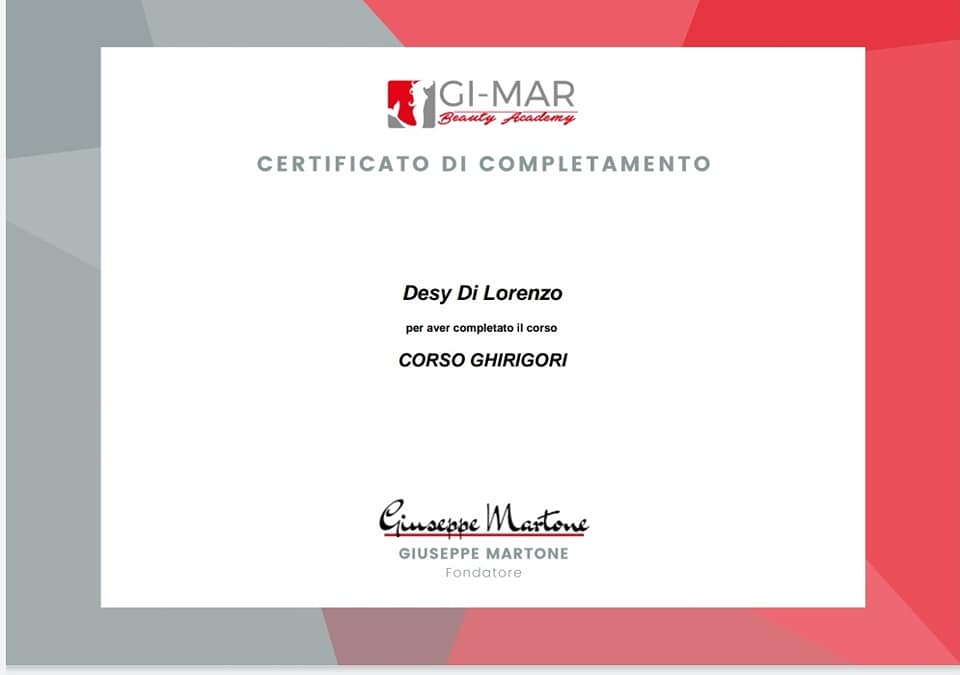 GI-MAR
Beauty Academy
CERTIFICATO DI COMPLETAMENTO
Desy Di Lorenzo
per aver completato il corso
CORSO GHIRIGORI
Giuseppe Martone
GIUSEPPE MARTONE
Fondatore